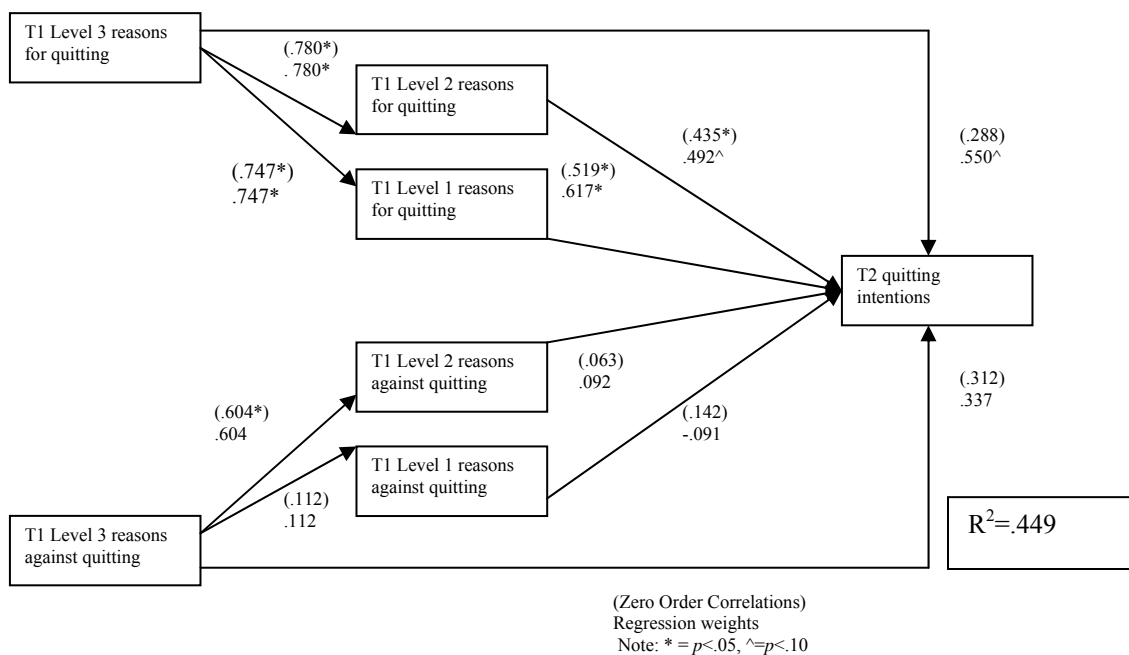 T1 Level 3 reasons
for quitting
(.780*)
. 780*
T1 Level 2 reasons
for quitting
(.435*)
.492^
(.288)
.550^
(.747*)
.747*
T1 Level 1 reasons
for quitting
(.519*)
.617*
T2 quitting
intentions
T1 Level 2 reasons
against quitting
(.063)
.092
(.312)
.337
(.604*)
.604
(.142)
-.091
T1 Level 1 reasons
against quitting
(.112)
.112
T1 Level 3 reasons
against quitting
R²=.449
(Zero Order Correlations)
Regression weights
Note: * = p<.05, ^=p<.10